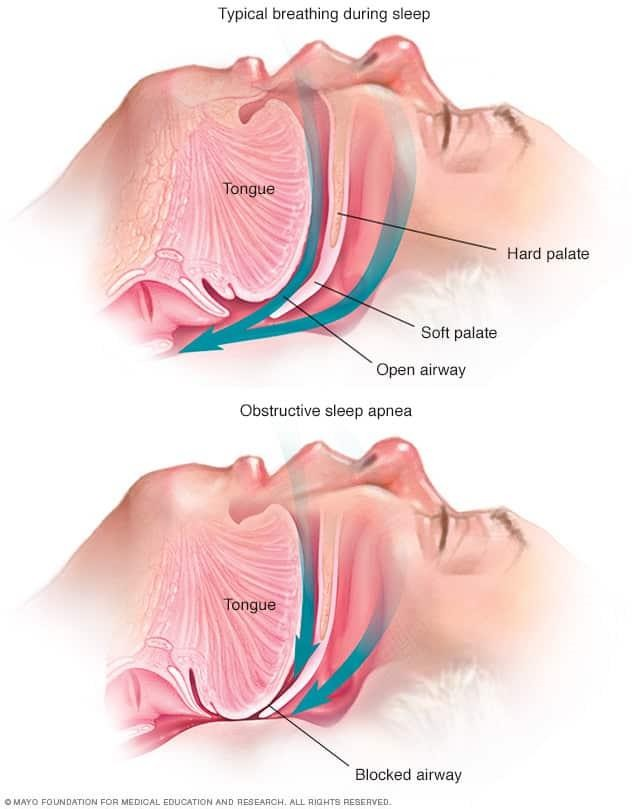 Typical breathing during sleep
Tongue
Hard palate
Soft palate
Open airway
Obstructive sleep apnea
Tongue
Blocked airway
© MAYO FOUNDATION FOR MEDICAL EDUCATION AND RESEARCH. ALL RIGHTS RESERVED.